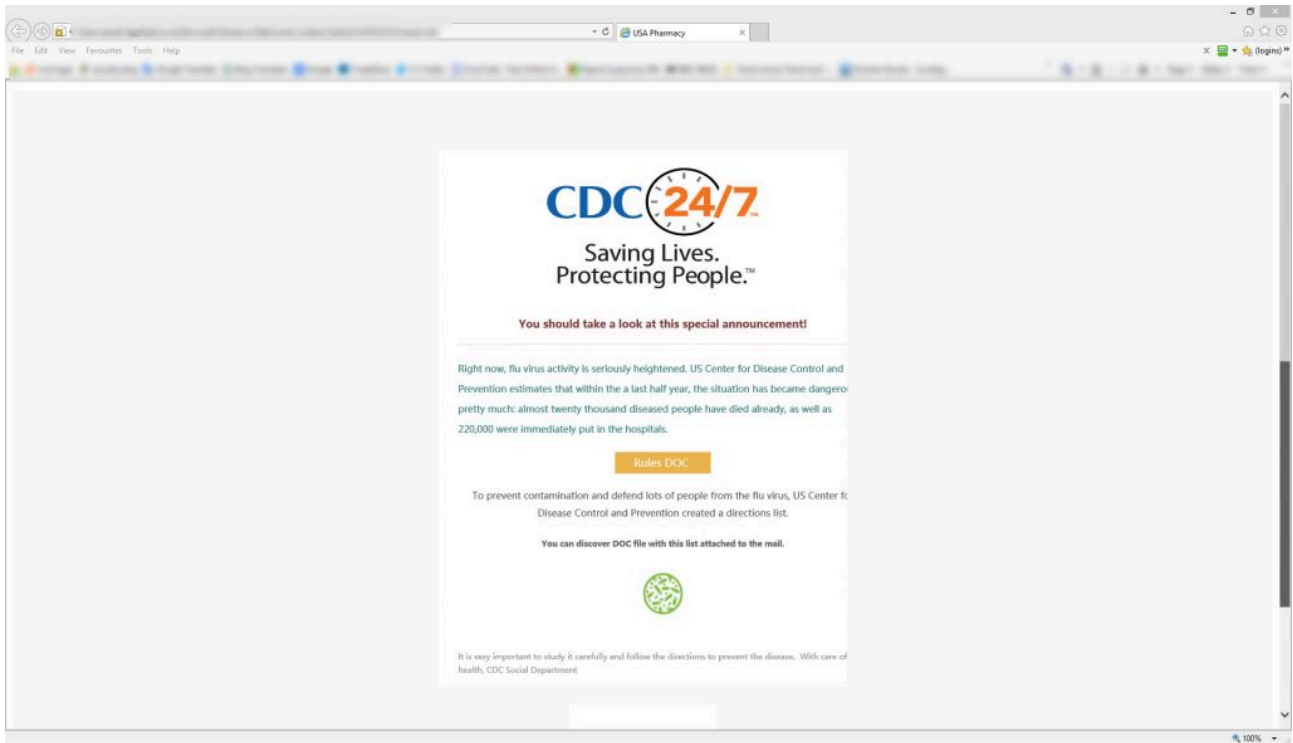 USA Pharmacy
File Edit View Favourites Tools Help
(logins)
CDC 24/7™
Saving Lives.
Protecting People.™
You should take a look at this special announcement!
Right now, flu virus activity is seriously heightened. US Center for Disease Control and
Prevention estimates that within the a last half year, the situation has became dangero
pretty much: almost twenty thousand diseased people have died already, as well as
220,000 were immediately put in the hospitals.
Rules DOC
To prevent contamination and defend lots of people from the flu virus, US Center fo
Disease Control and Prevention created a directions list.
You can discover DOC file with this list attached to the mail.
It is very important to study it carefully and follow the directions to prevent the disease. With care of
health, CDC Social Department
100%